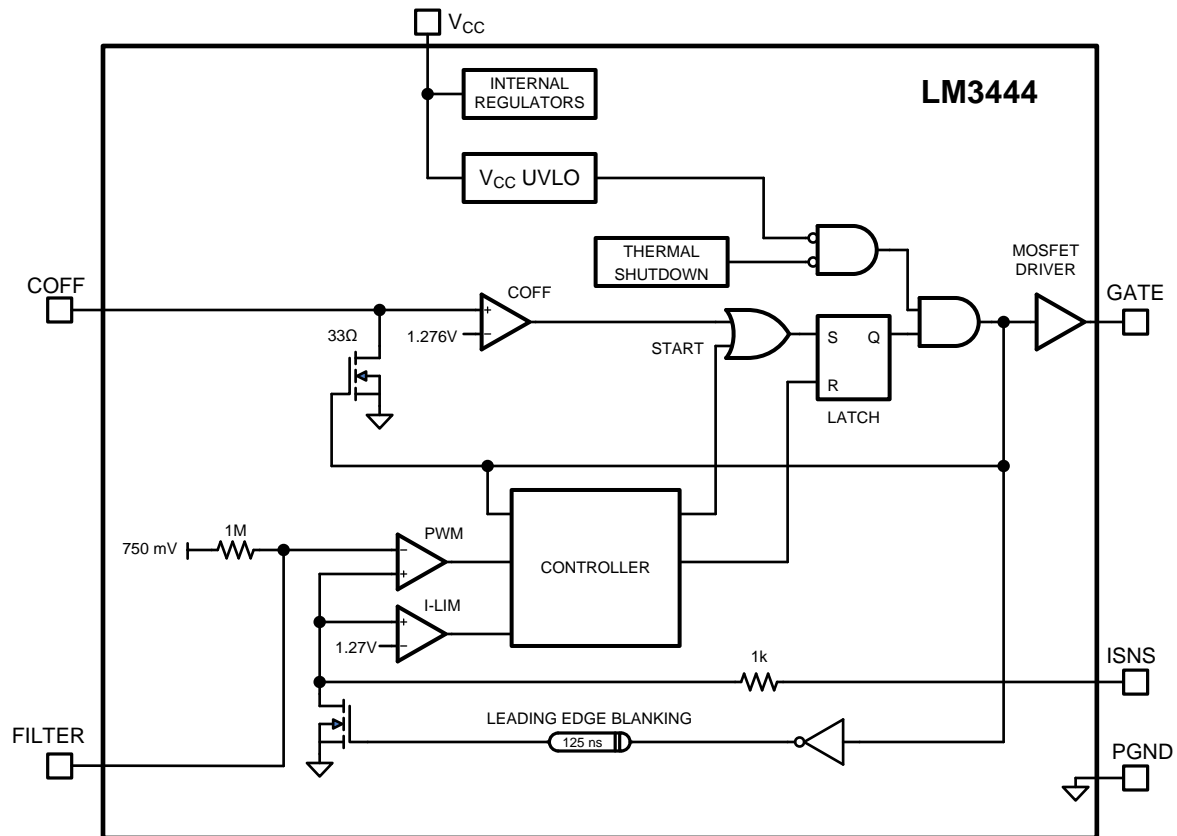 VCC
INTERNAL
REGULATORS
LM3444
VCC UVLO
THERMAL
SHUTDOWN
MOSFET
DRIVER
COFF
COFF
GATE
+
−
1.276V
33Ω
START
S
Q
R
LATCH
1M
750 mV
PWM
−
+
CONTROLLER
I-LIM
+
−
1.27V
1k
ISNS
LEADING EDGE BLANKING
125 ns
FILTER
PGND